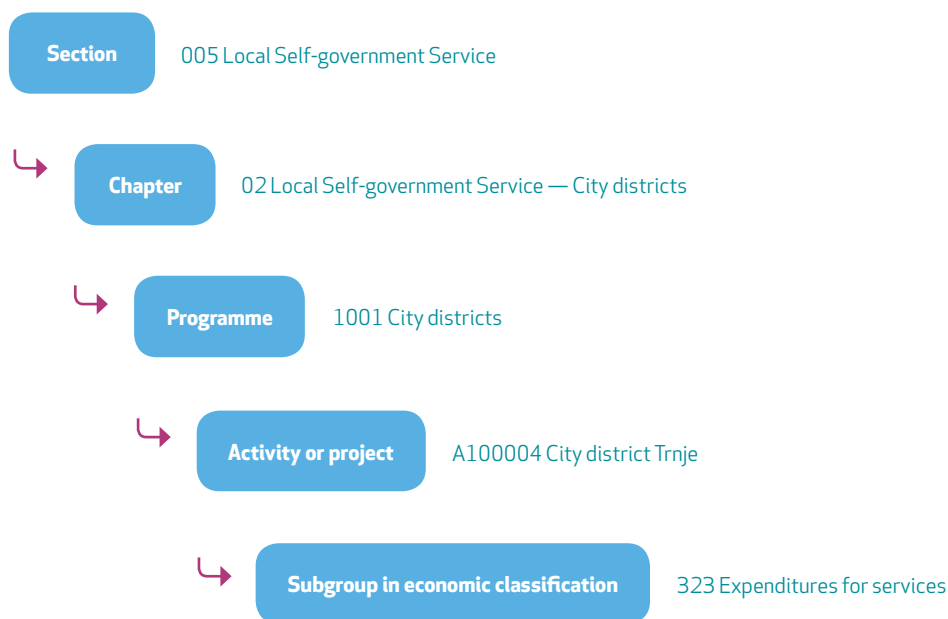 Section 005 Local Self-government Service
Chapter 02 Local Self-government Service — City districts
Programme 1001 City districts
Activity or project A100004 City district Trnje
Subgroup in economic classification 323 Expenditures for services